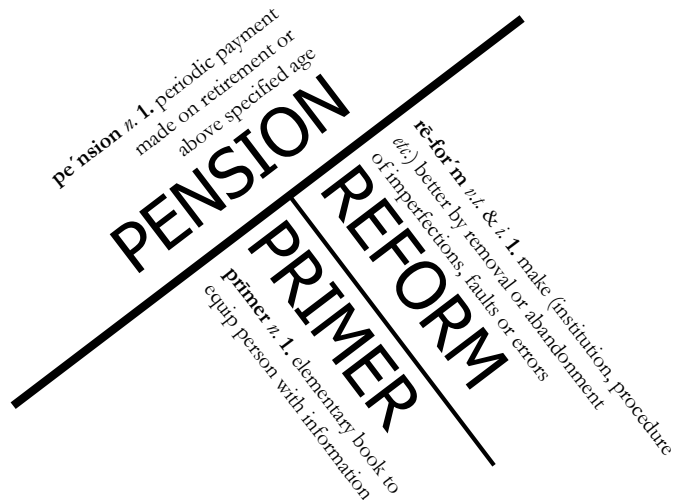 pe´nsion n. 1. periodic payment
made on retirement or
above specified age
PENSION
REFORM
rē-for´m v.t. & i. 1. make (institution, procedure
etc.) better by removal or abandonment
of imperfections, faults or errors
PRIMER
primer n. 1. elementary book to
equip person with information